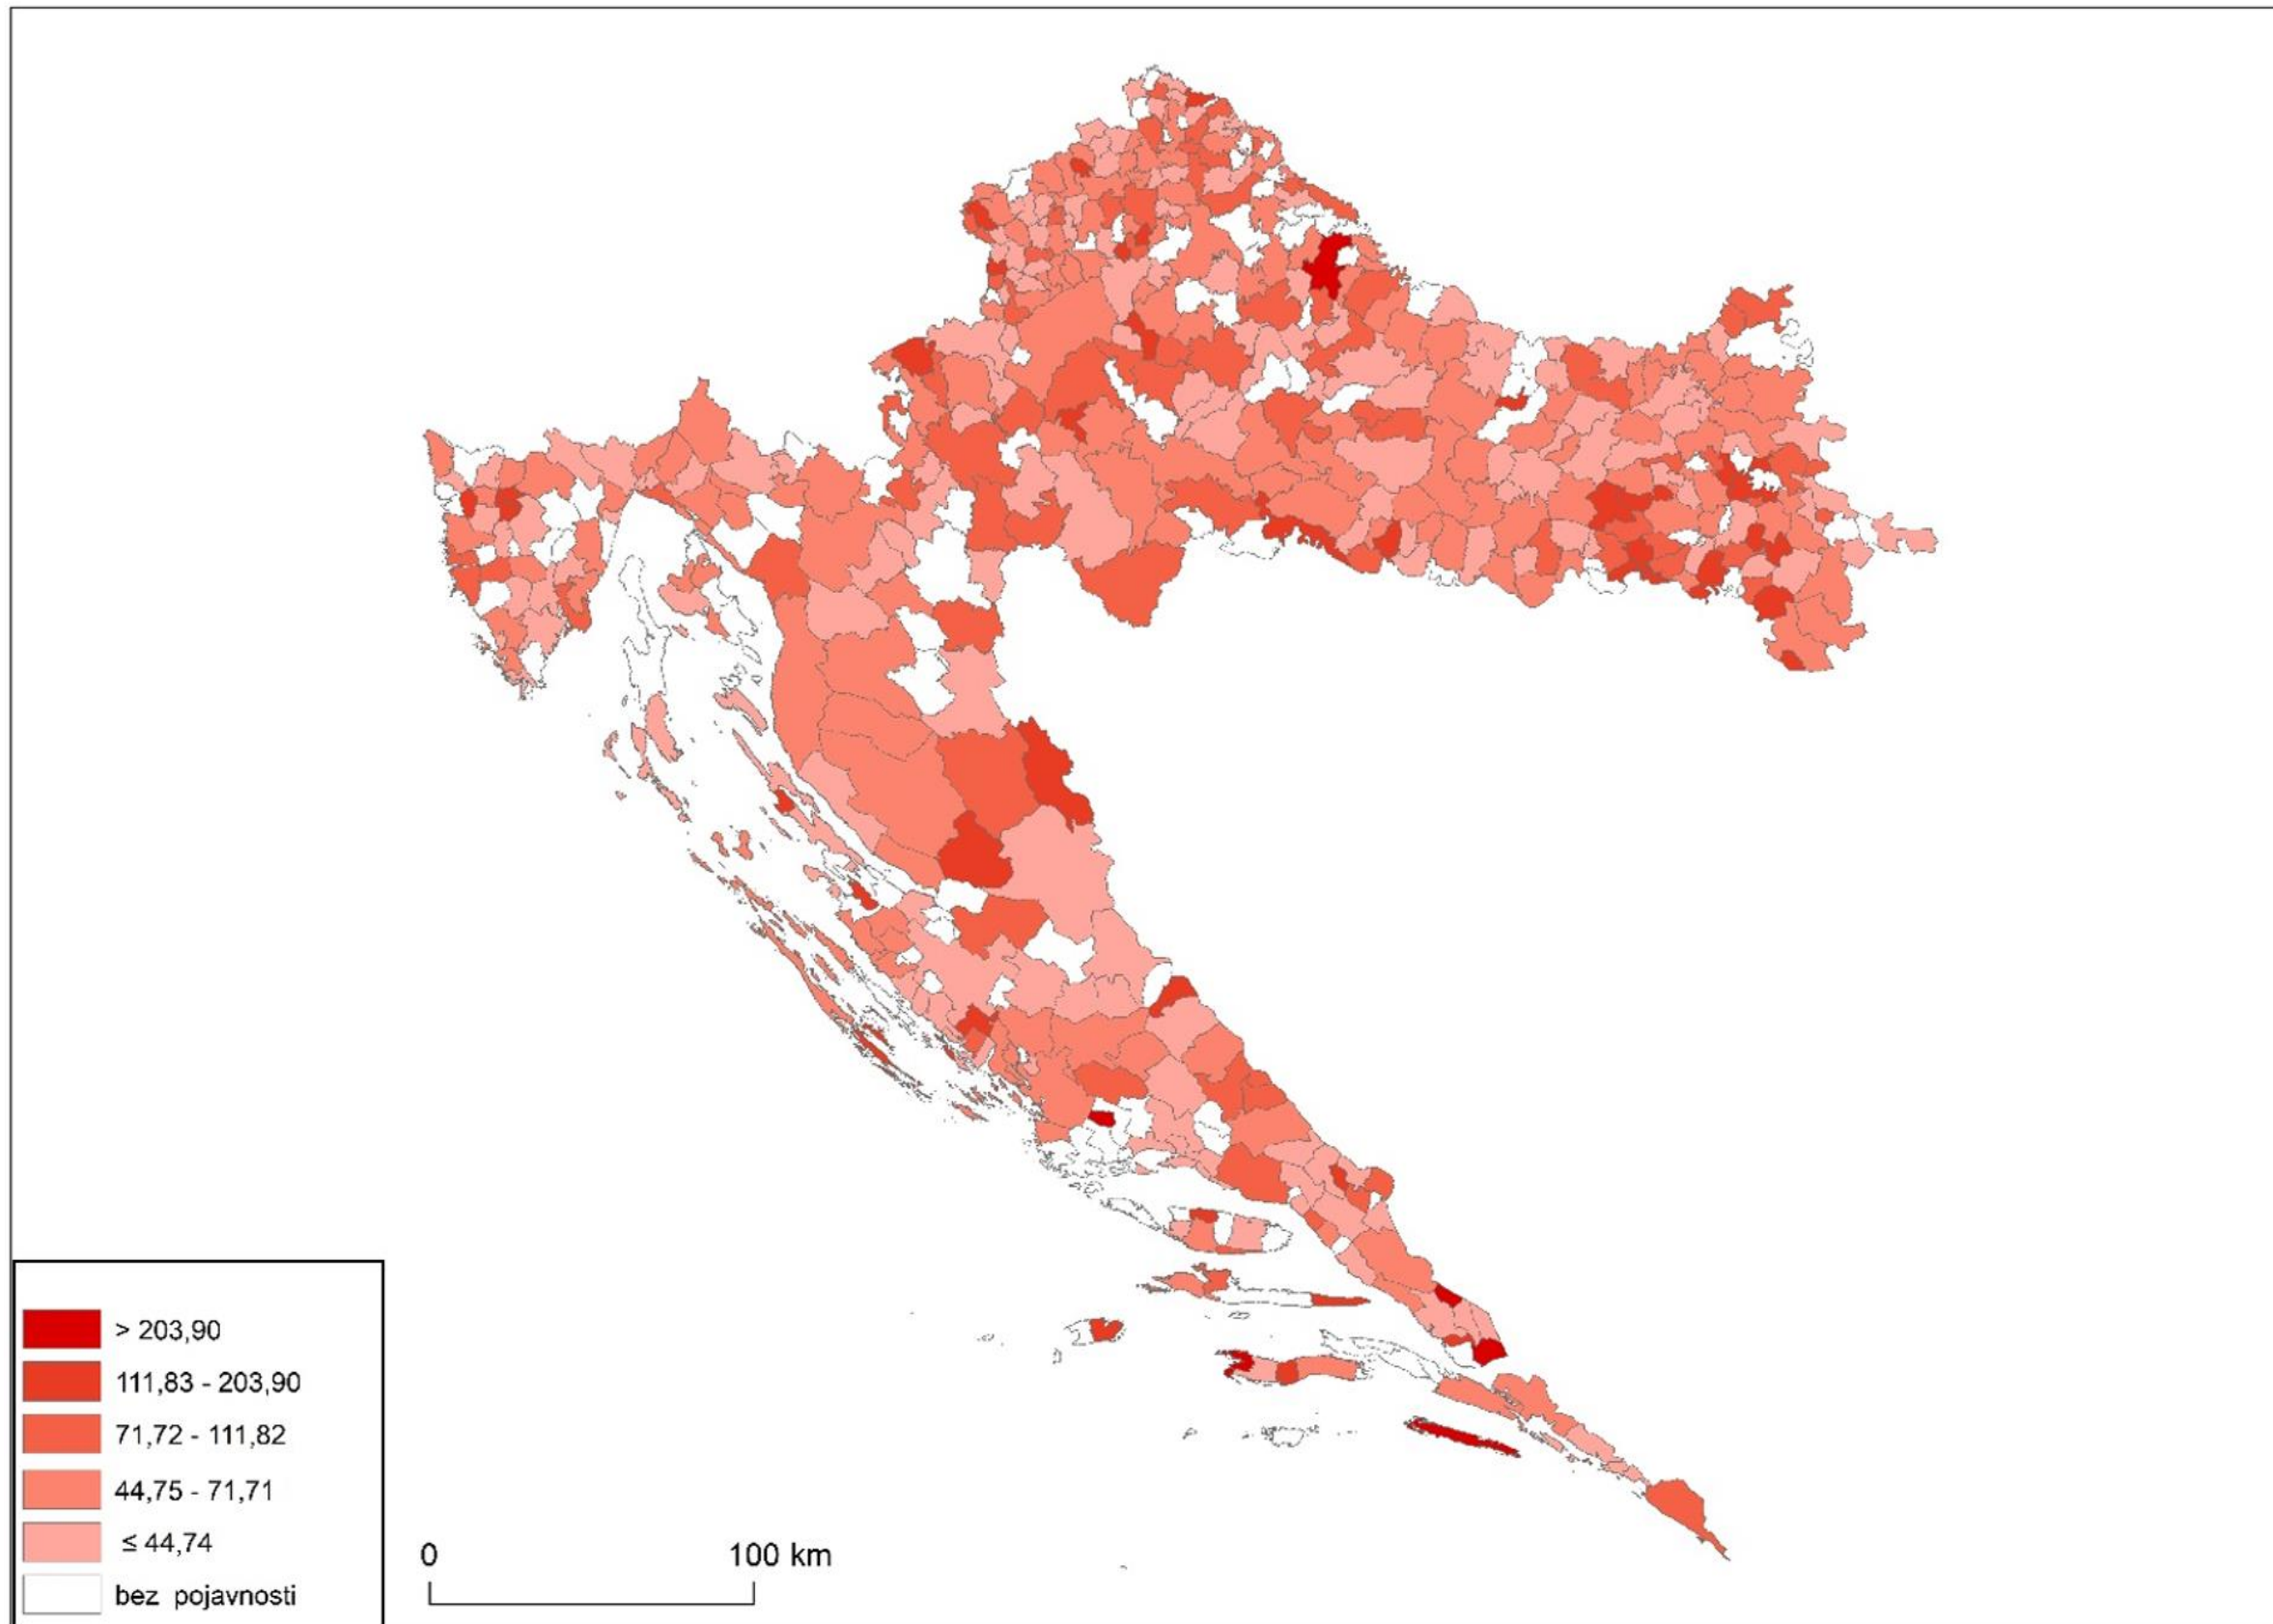 > 203,90
111,83 - 203,90
71,72 - 111,82
44,75 - 71,71
≤ 44,74
bez pojavnosti
0 100 km